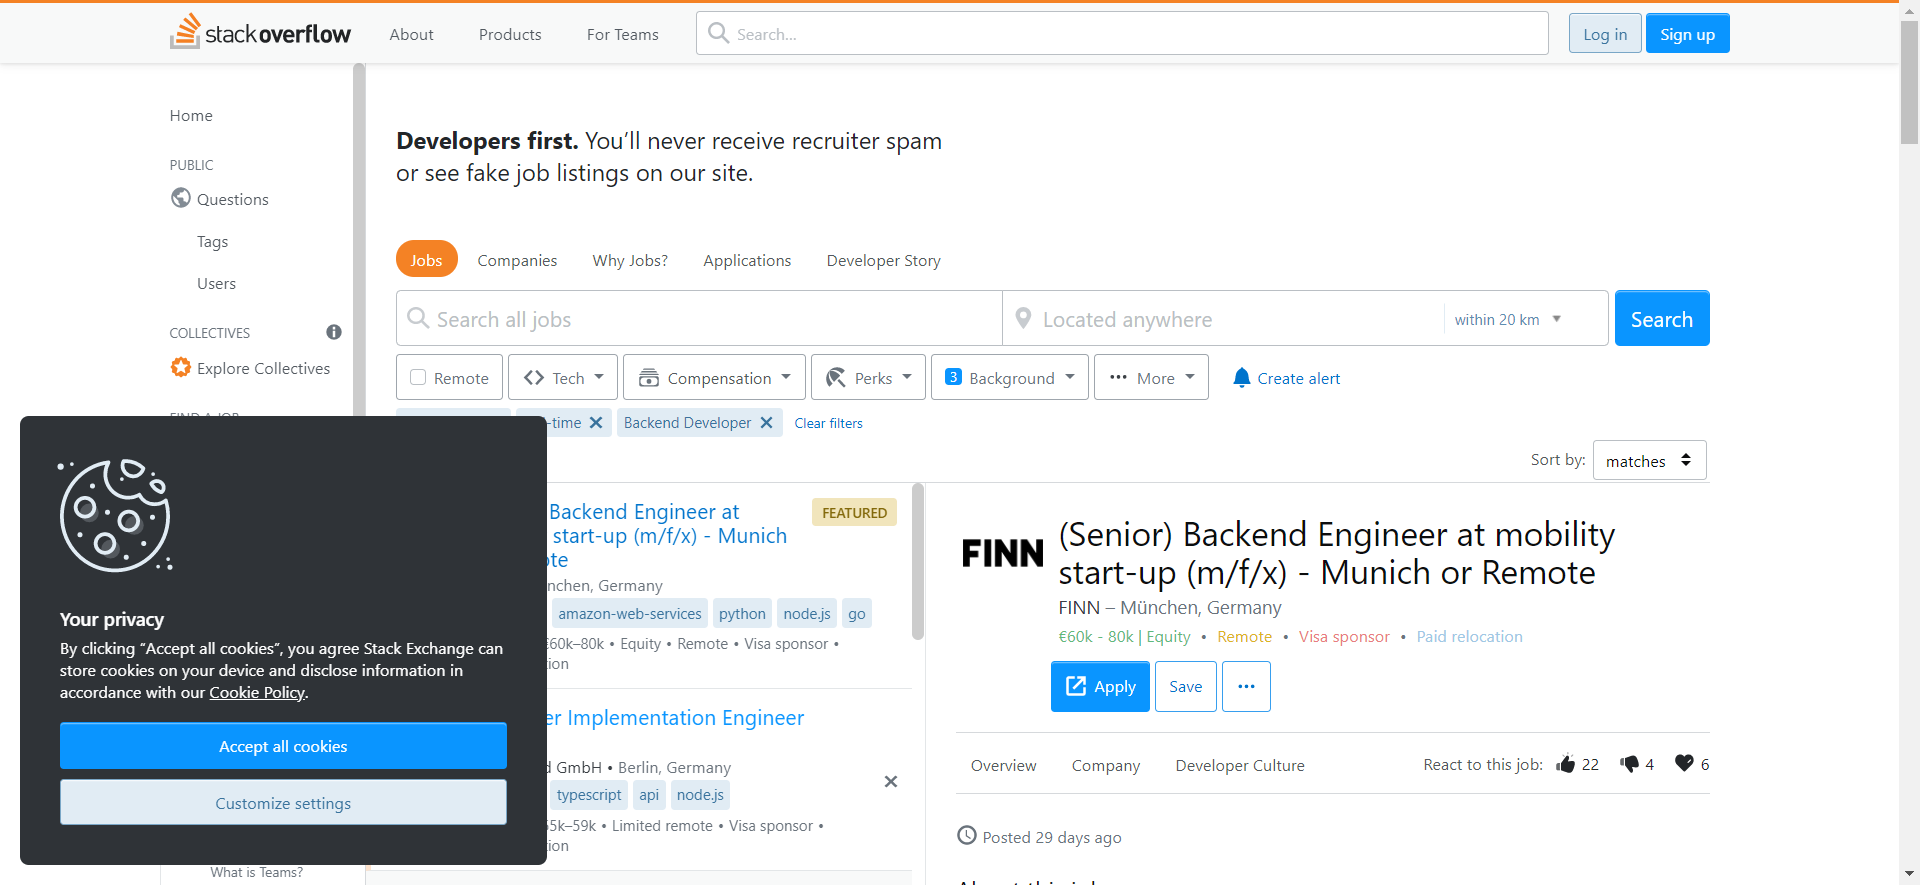 stack overflow
About
Products
For Teams
Search...
Log in
Sign up
Home
PUBLIC
Questions
Tags
Users
COLLECTIVES
Explore Collectives
Developers first. You'll never receive recruiter spam
or see fake job listings on our site.
Jobs
Companies
Why Jobs?
Applications
Developer Story
Search all jobs
Located anywhere
within 20 km
Search
Remote
Tech
Compensation
Perks
3 Background
More
Create alert
-time
Backend Developer
Clear filters
Sort by:
matches
Backend Engineer at
start-up (m/f/x) - Munich
FEATURED
nchen, Germany
amazon-web-services
python
node.js
go
€60k–80k • Equity • Remote • Visa sponsor •
tion
er Implementation Engineer
d GmbH • Berlin, Germany
typescript
api
node.js
55k–59k • Limited remote • Visa sponsor •
tion
FINN
(Senior) Backend Engineer at mobility
start-up (m/f/x) - Munich or Remote
FINN – München, Germany
€60k - 80k | Equity • Remote • Visa sponsor • Paid relocation
Apply
Save
Overview
Company
Developer Culture
React to this job:
22
4
6
Posted 29 days ago
Your privacy
By clicking “Accept all cookies”, you agree Stack Exchange can
store cookies on your device and disclose information in
accordance with our Cookie Policy.
Accept all cookies
Customize settings
What is Teams?